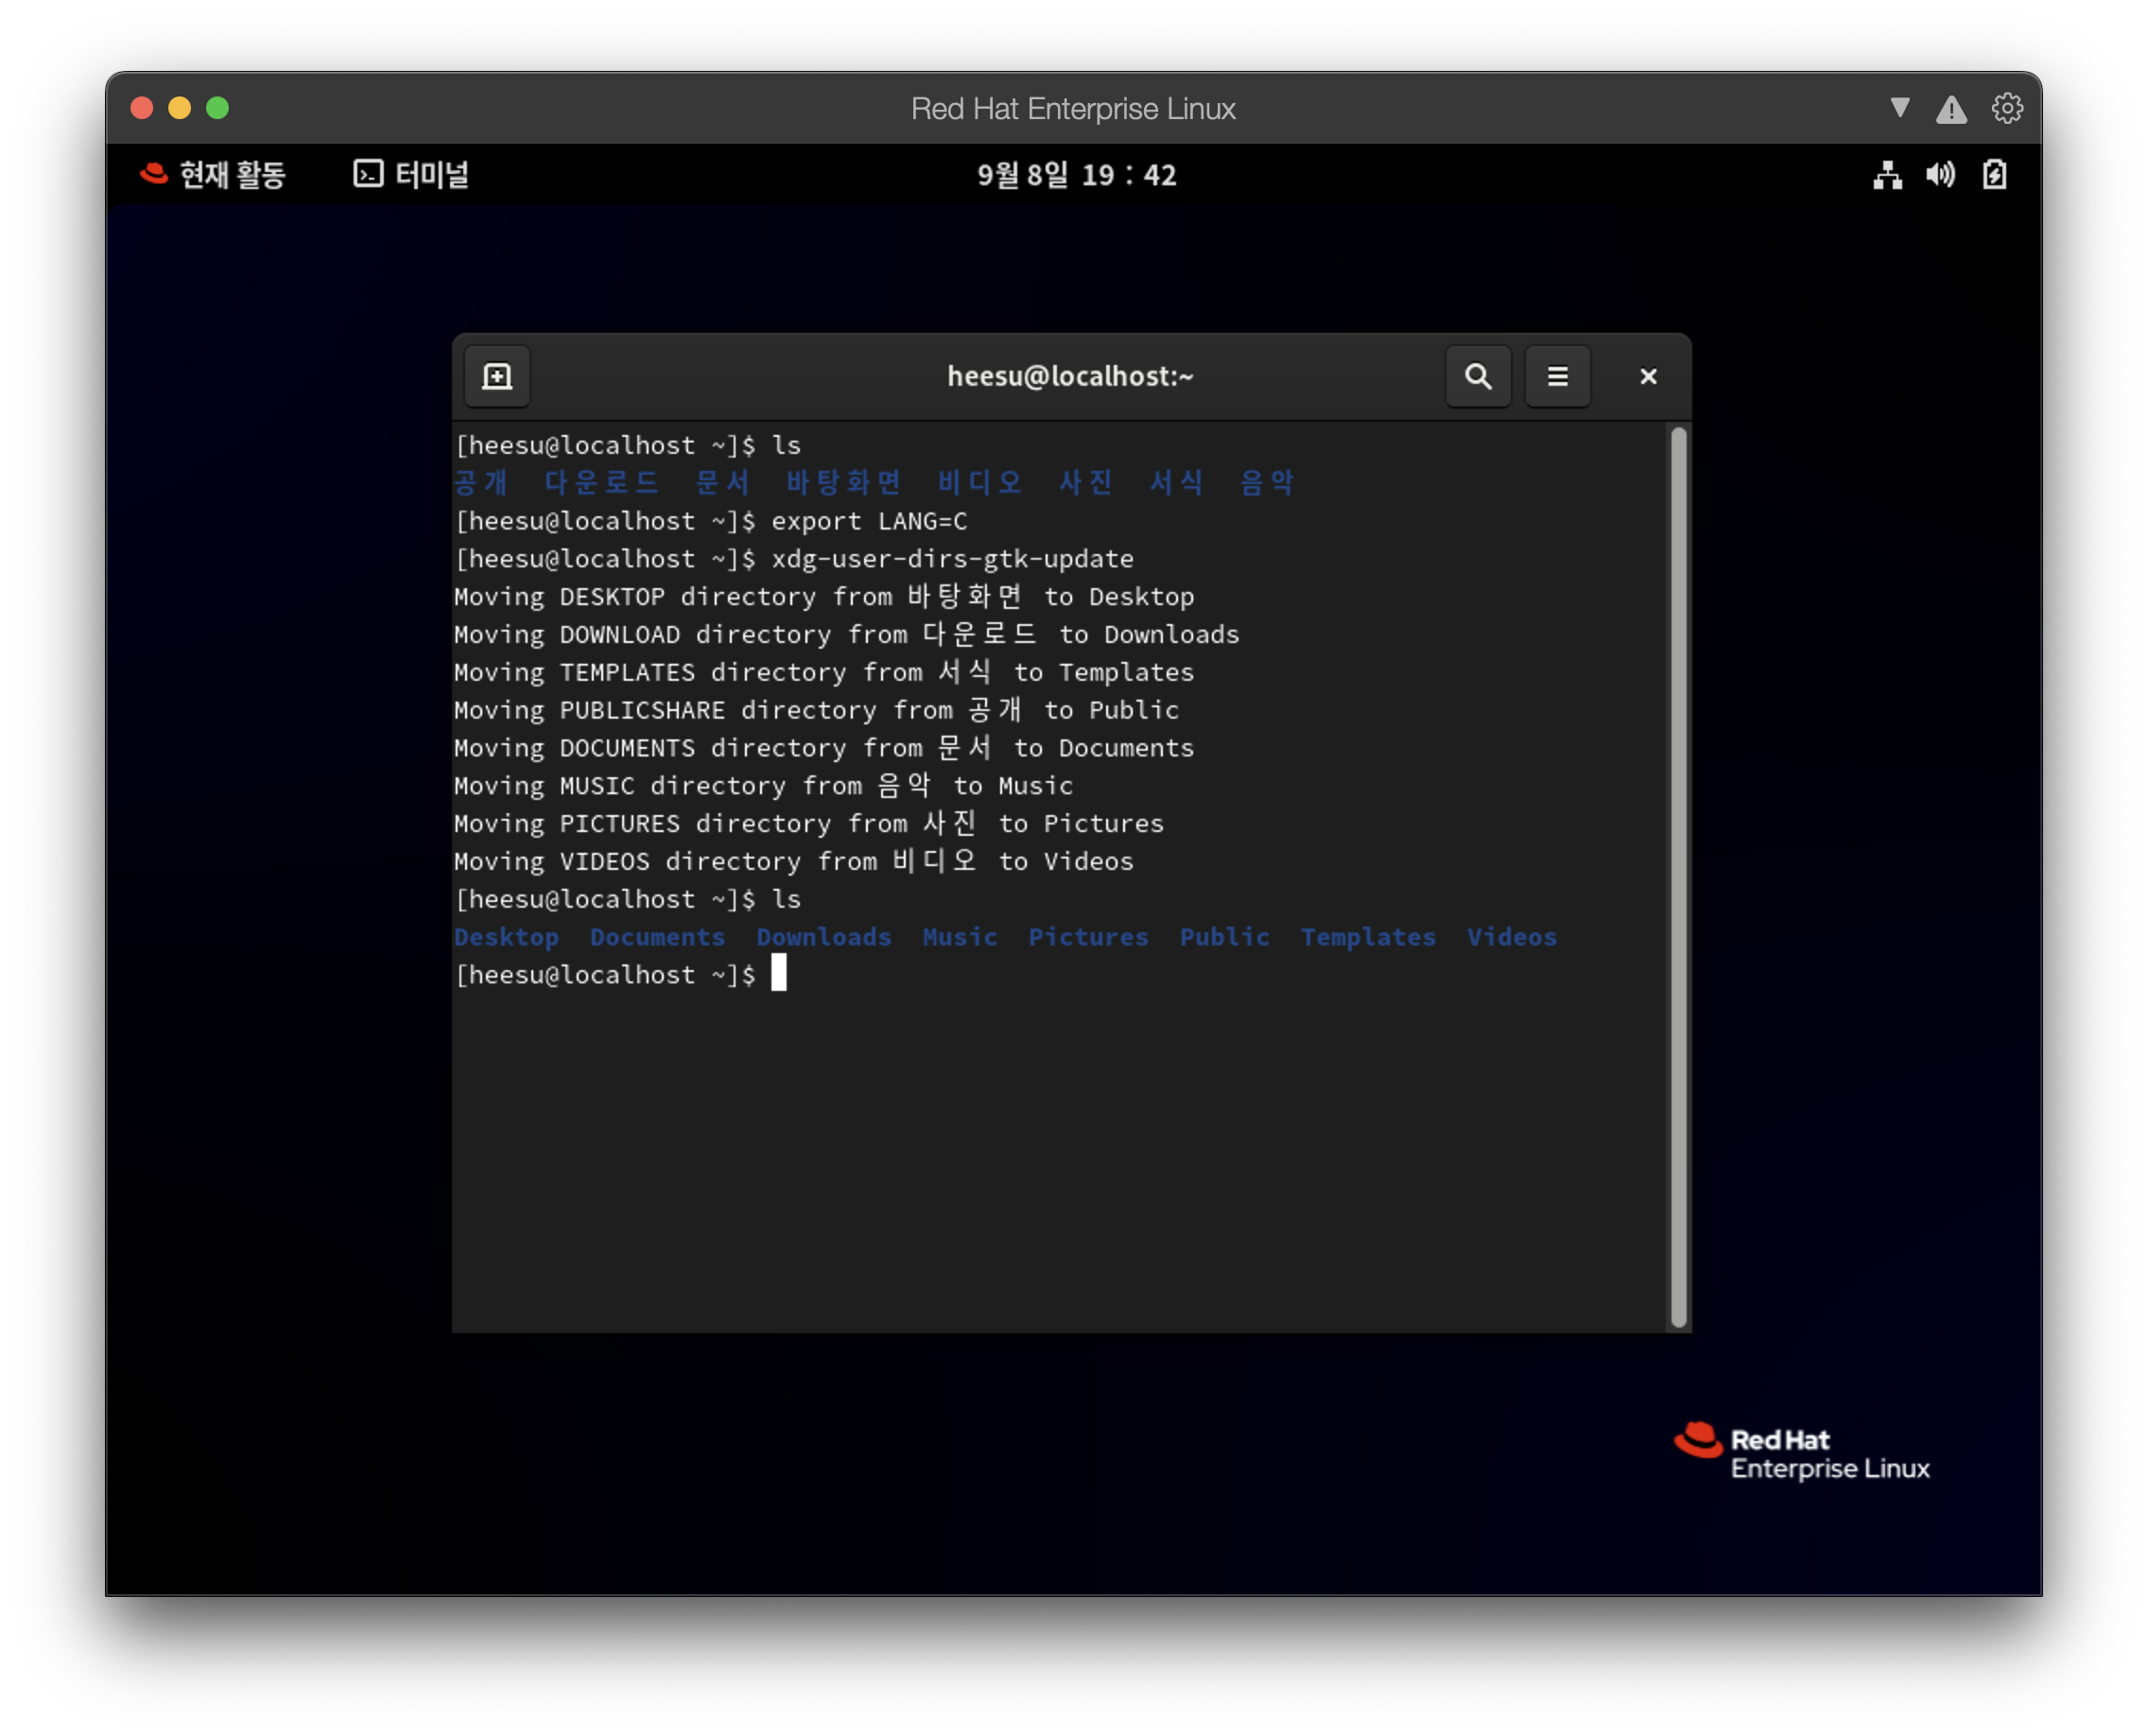 Red Hat Enterprise Linux
현재 활동 터미널 9월 8일 19 : 42
heesu@localhost:~
[heesu@localhost ~]$ ls
공개 다운로드 문서 바탕화면 비디오 사진 서식 음악
[heesu@localhost ~]$ export LANG=C
[heesu@localhost ~]$ xdg-user-dirs-gtk-update
Moving DESKTOP directory from 바탕화면 to Desktop
Moving DOWNLOAD directory from 다운로드 to Downloads
Moving TEMPLATES directory from 서식 to Templates
Moving PUBLICSHARE directory from 공개 to Public
Moving DOCUMENTS directory from 문서 to Documents
Moving MUSIC directory from 음악 to Music
Moving PICTURES directory from 사진 to Pictures
Moving VIDEOS directory from 비디오 to Videos
[heesu@localhost ~]$ ls
Desktop Documents Downloads Music Pictures Public Templates Videos
[heesu@localhost ~]$
Red Hat
Enterprise Linux